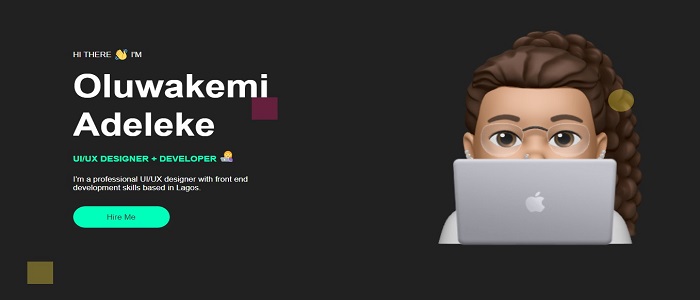 HI THERE 👋 I'M
Oluwakemi
Adeleke
UI/UX DESIGNER + DEVELOPER 👩‍💻
I'm a professional UI/UX designer with front end
development skills based in Lagos.
Hire Me